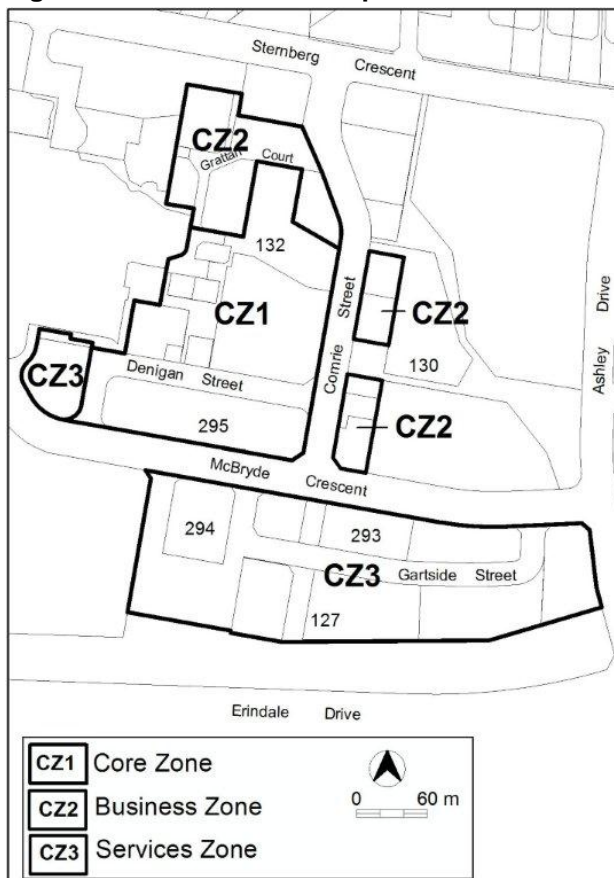 Sternberg Crescent
CZ2
Grattan Court
132
Comrie Street
CZ1
CZ2
130
Ashley Drive
CZ3
Denigan Street
295
CZ2
McBryde Crescent
294
293
CZ3
Gartside Street
127
Erindale Drive
CZ1 Core Zone
CZ2 Business Zone
CZ3 Services Zone
0 60 m